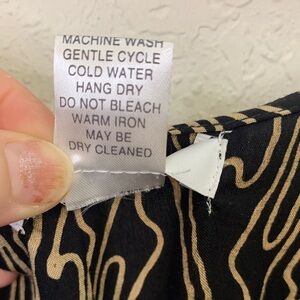 MACHINE WASH
GENTLE CYCLE
COLD WATER
HANG DRY
DO NOT BLEACH
WARM IRON
MAY BE
DRY CLEANED